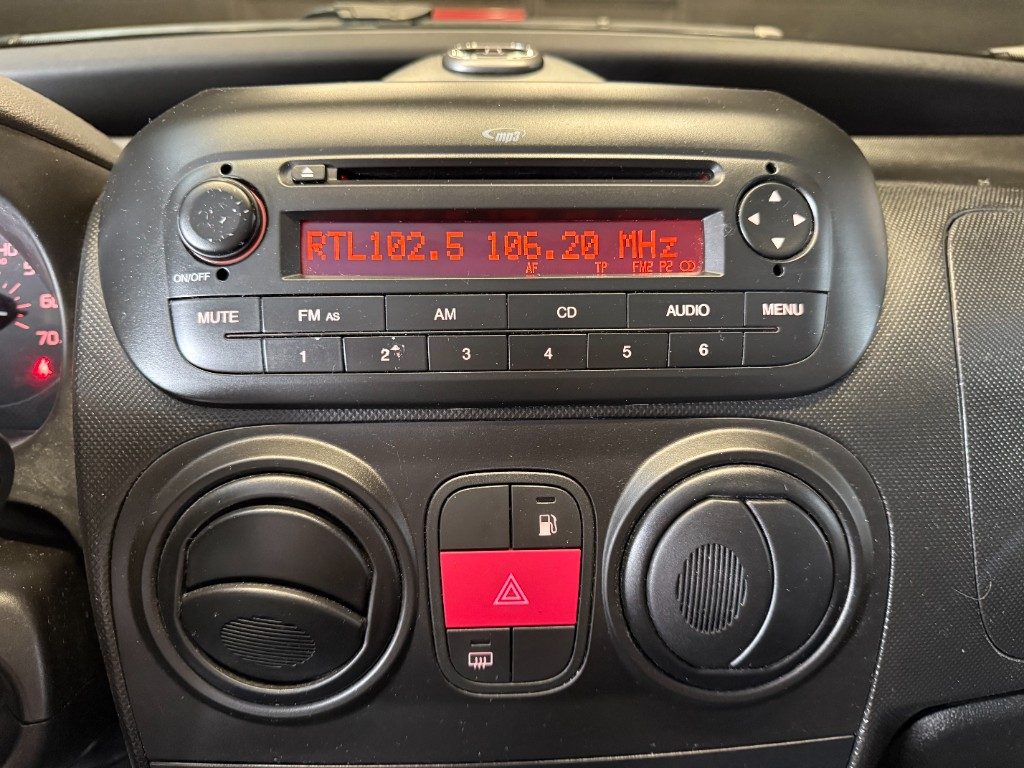 mp3
RTL102.5 106.20 MHz
AF TP FM2 P2
ON/OFF
MUTE FM AS AM CD AUDIO MENU
1 2 3 4 5 6
60
70